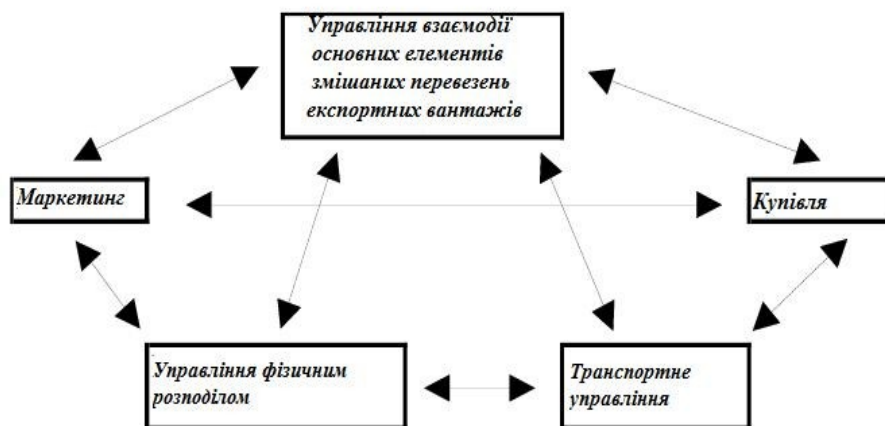 Управління взаємодії
основних елементів
змішаних перевезень
експортних вантажів
Маркетинг
Купівля
Управління фізичним
розподілом
Транспортне
управління